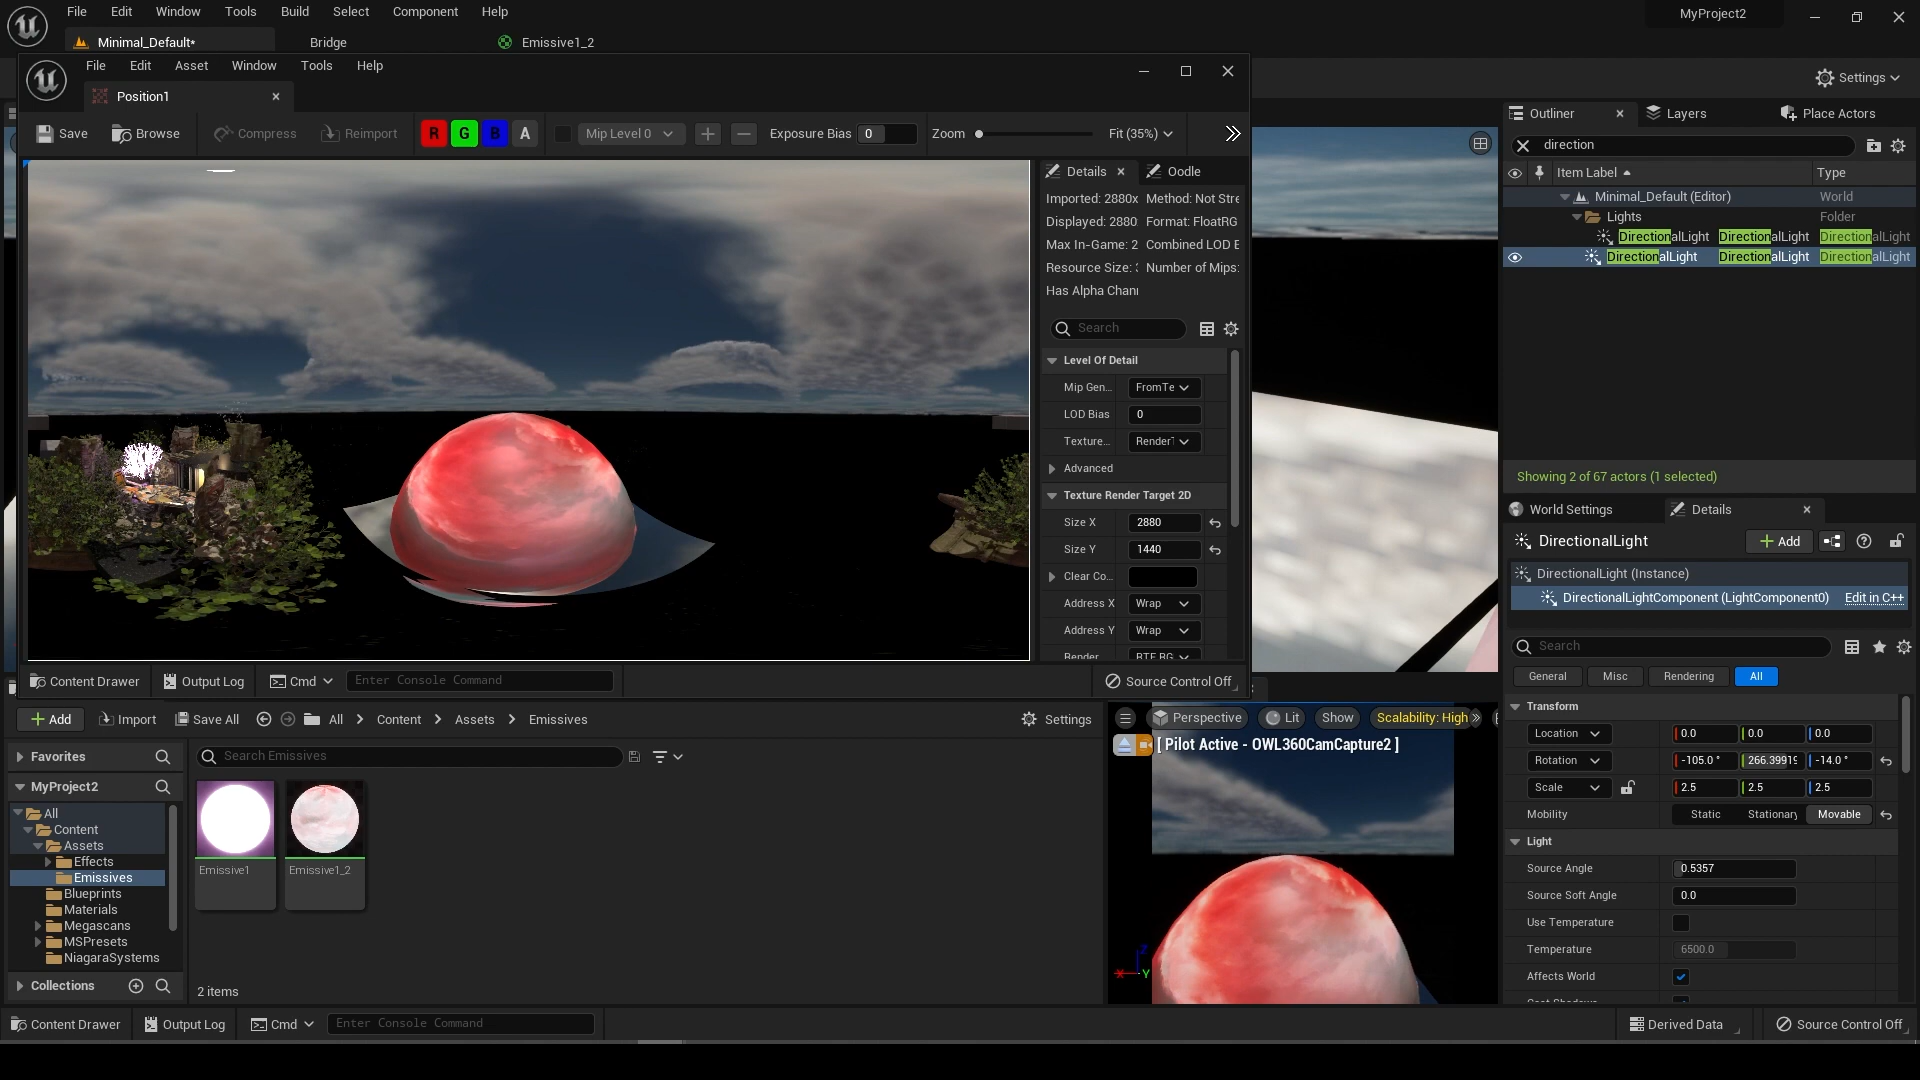 File Edit Window Tools Build Select Component Help
MyProject2
Minimal_Default* Bridge Emissive1_2
File Edit Asset Window Tools Help
Settings
Position1
Outliner Layers Place Actors
Save Browse Compress Reimport R G B A Mip Level 0 Exposure Bias 0 Zoom Fit (35%)
direction
Item Label Type
Details Oodle
Minimal_Default (Editor) World
Imported: 2880x Method: Not Stre
Lights Folder
Displayed: 2880 Format: FloatRG
DirectionalLight DirectionalLight DirectionalLight
Max In-Game: 2 Combined LOD E
DirectionalLight DirectionalLight DirectionalLight
Resource Size: Number of Mips:
Has Alpha Chan
Search
Level Of Detail
Mip Gen... FromTe
LOD Bias 0
Texture... Render
Advanced
Showing 2 of 67 actors (1 selected)
Texture Render Target 2D
World Settings Details
Size X 2880
DirectionalLight Add
Size Y 1440
DirectionalLight (Instance)
Clear Co...
DirectionalLightComponent (LightComponent0) Edit in C++
Address X Wrap
Address Y Wrap
Search
Render RTF RG
General Misc Rendering All
Content Drawer Output Log Cmd Enter Console Command Source Control Off
Transform
Add Import Save All All Content Assets Emissives Settings
Perspective Lit Show Scalability: High
[ Pilot Active - OWL360CamCapture2 ]
Location 0.0 0.0 0.0
Favorites Search Emissives
Rotation -105.0 ° 266.39919 -14.0 °
MyProject2
Scale 2.5 2.5 2.5
All
Content
Assets
Effects
Emissives
Blueprints
Materials
Megascans
MSPresets
NiagaraSystems
Collections
Emissive1 Emissive1_2
2 items
Z
X Y
Mobility Static Stationary Movable
Light
Source Angle 0.5357
Source Soft Angle 0.0
Use Temperature
Temperature 6500.0
Affects World
Cast Shadows
Content Drawer Output Log Cmd Enter Console Command Derived Data Source Control Off